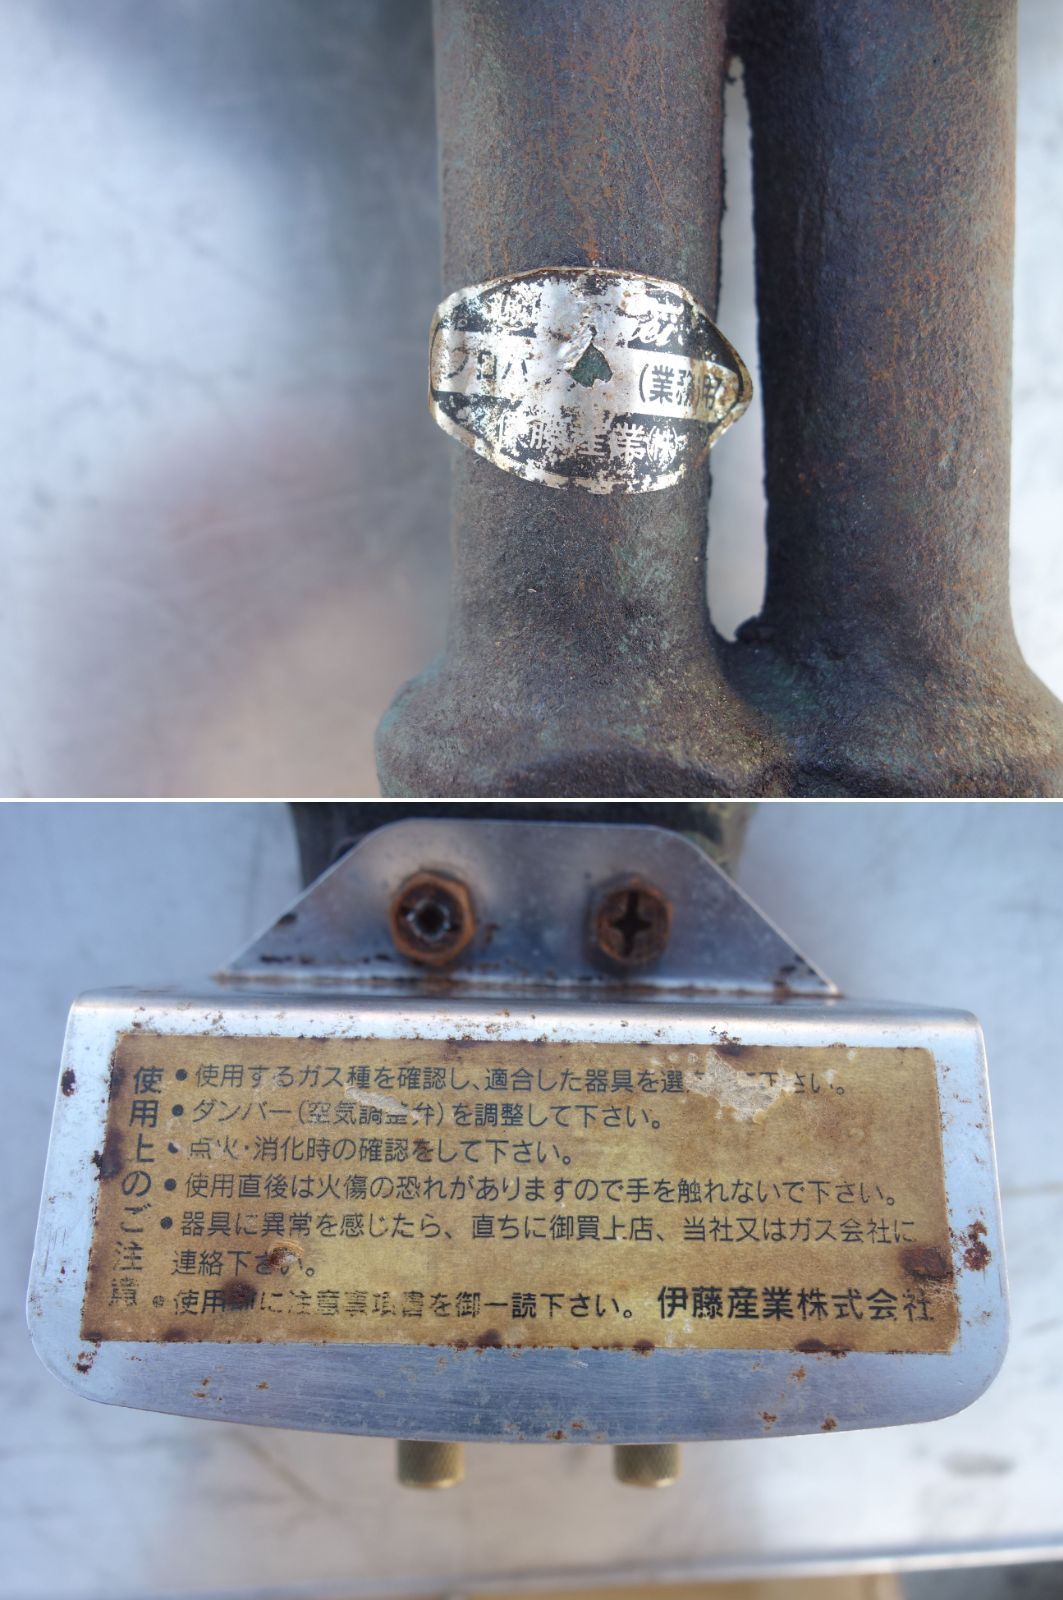 プロパ
(業務用
伊藤産業(株
使用上のご注意
●使用するガス種を確認し、適合した器具を選 下さい。
●ダンパー(空気調整弁)を調整して下さい。
●点火・消化時の確認をして下さい。
●使用直後は火傷の恐れがありますので手を触れないで下さい。
●器具に異常を感じたら、直ちに御買上店、当社又はガス会社に
連絡下さい。
●使用前に注意事項書を御一読下さい。 伊藤産業株式会社